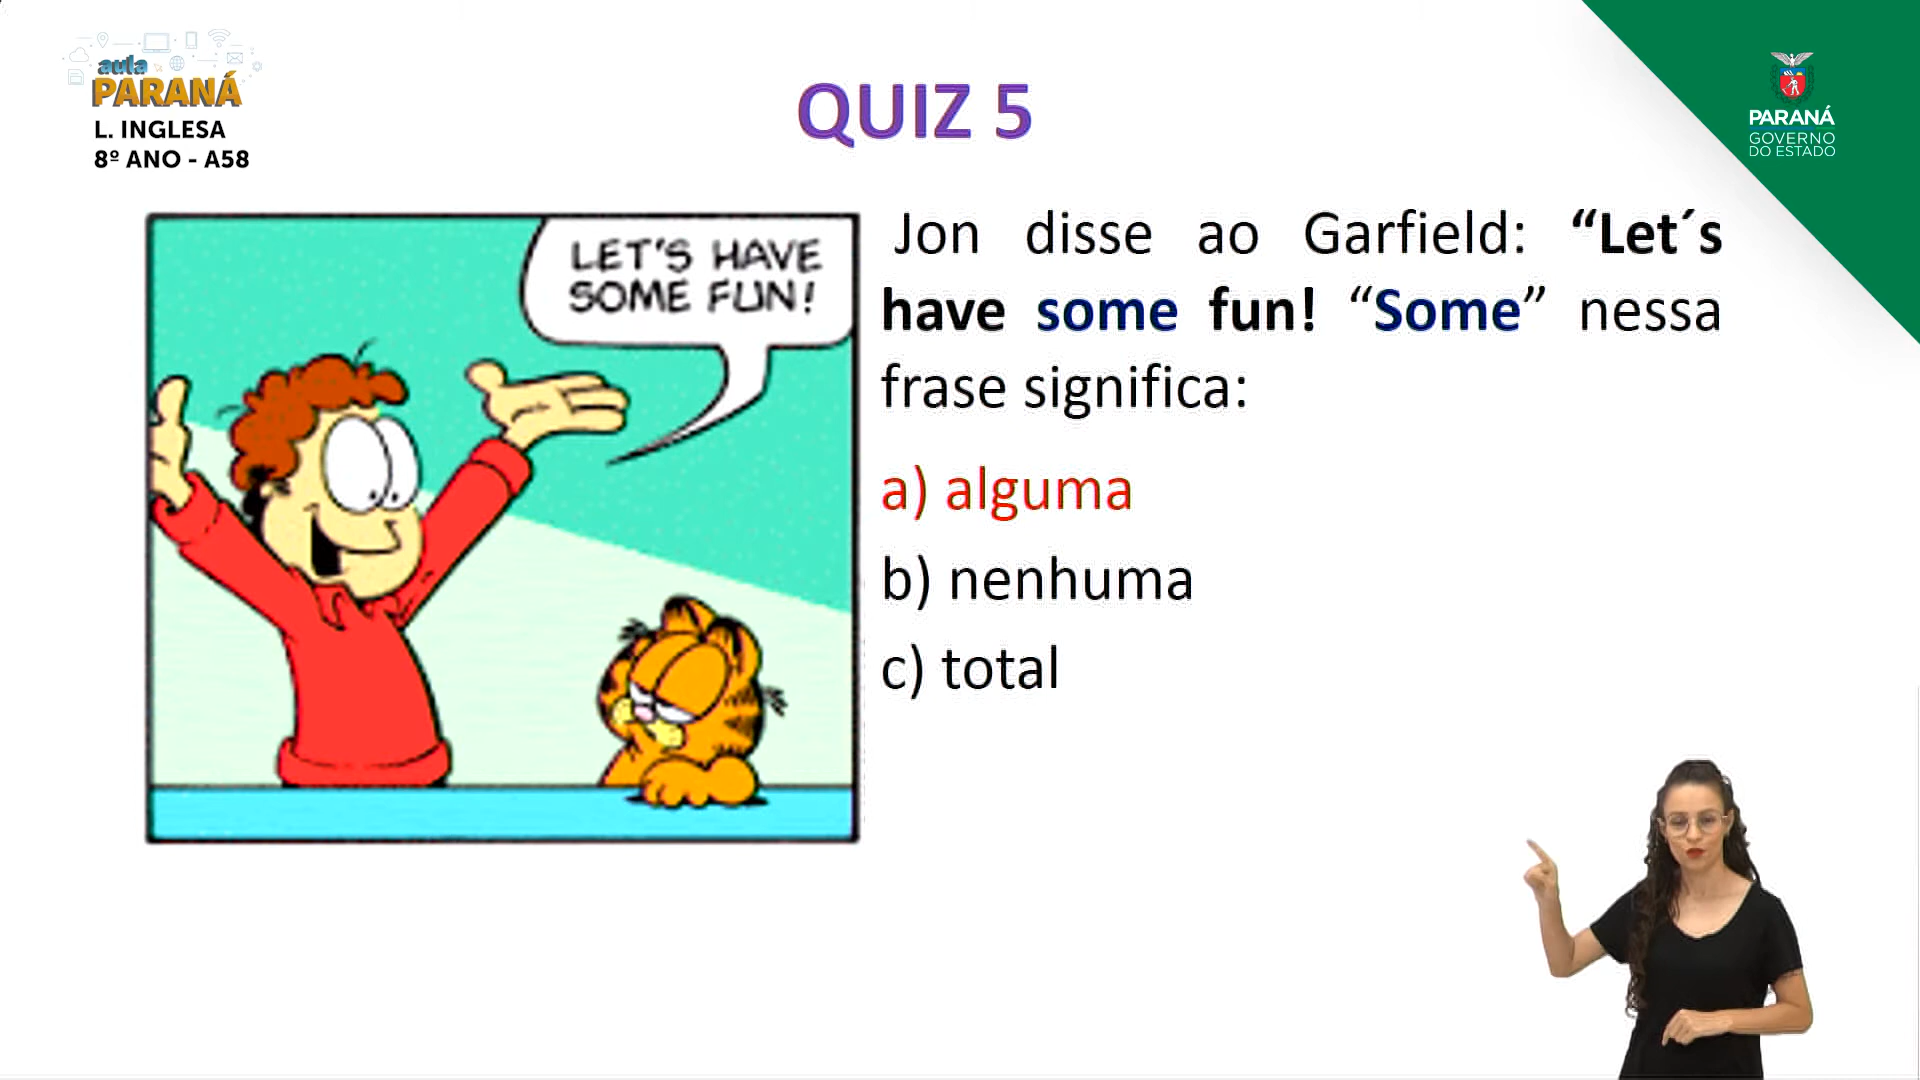 aula
PARANÁ
L. INGLESA
8º ANO - A58
QUIZ 5
PARANÁ
GOVERNO
DO ESTADO
LET'S HAVE
SOME FUN!
Jon disse ao Garfield: “Let´s
have some fun! “Some” nessa
frase significa:
a) alguma
b) nenhuma
c) total